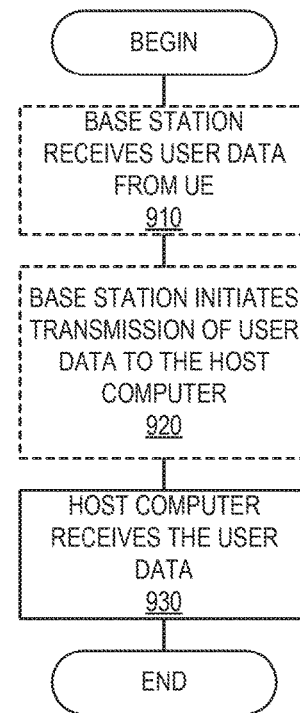 BEGIN
BASE STATION
RECEIVES USER DATA
FROM UE
910
BASE STATION INITIATES
TRANSMISSION OF USER
DATA TO THE HOST
COMPUTER
920
HOST COMPUTER
RECEIVES THE USER
DATA
930
END